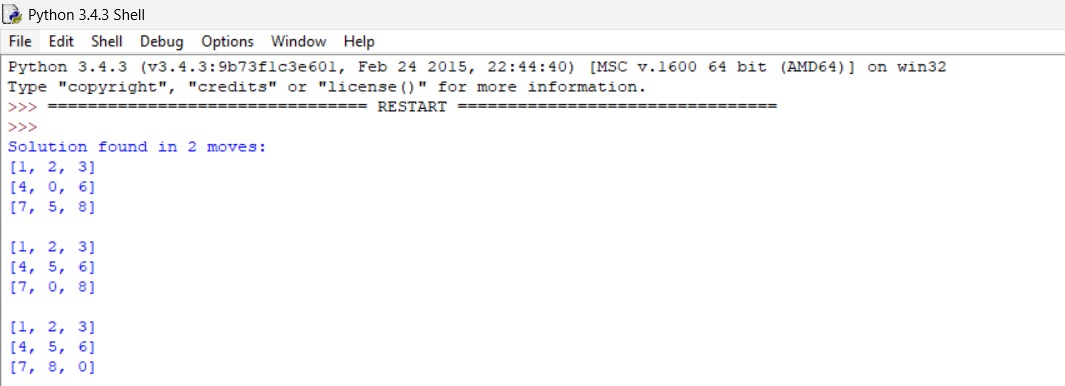 Python 3.4.3 Shell
File Edit Shell Debug Options Window Help
Python 3.4.3 (v3.4.3:9b73f1c3e601, Feb 24 2015, 22:44:40) [MSC v.1600 64 bit (AMD64)] on win32
Type "copyright", "credits" or "license()" for more information.
>>> ================================ RESTART ================================
>>>
Solution found in 2 moves:
[1, 2, 3]
[4, 0, 6]
[7, 5, 8]

[1, 2, 3]
[4, 5, 6]
[7, 0, 8]

[1, 2, 3]
[4, 5, 6]
[7, 8, 0]